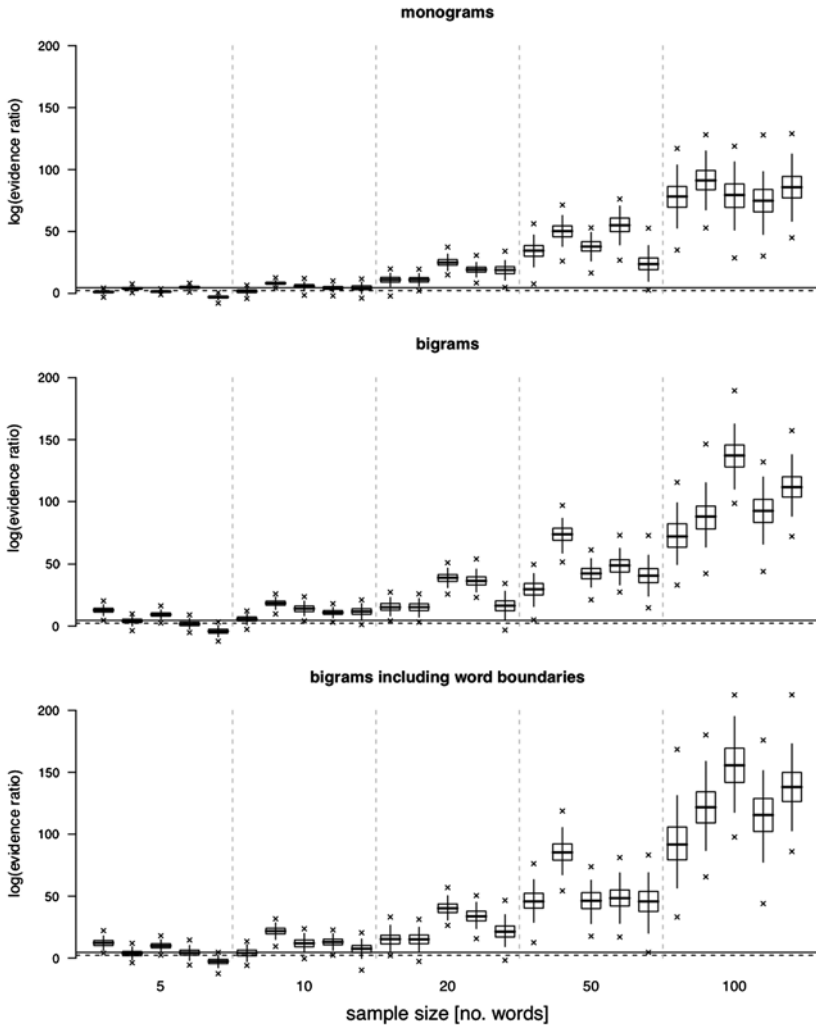 monograms
200
150
100
50
0
log(evidence ratio)
bigrams
200
150
100
50
0
log(evidence ratio)
bigrams including word boundaries
200
150
100
50
0
log(evidence ratio)
5 10 20 50 100
sample size [no. words]